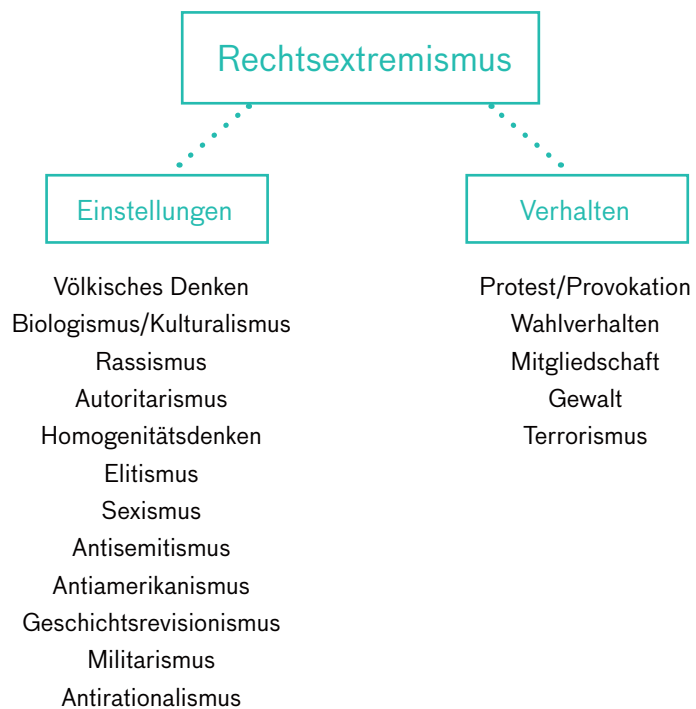 Rechtsextremismus
Einstellungen
Völkisches Denken
Biologismus/Kulturalismus
Rassismus
Autoritarismus
Homogenitätsdenken
Elitismus
Sexismus
Antisemitismus
Antiamerikanismus
Geschichtsrevisionismus
Militarismus
Antirationalismus
Verhalten
Protest/Provokation
Wahlverhalten
Mitgliedschaft
Gewalt
Terrorismus